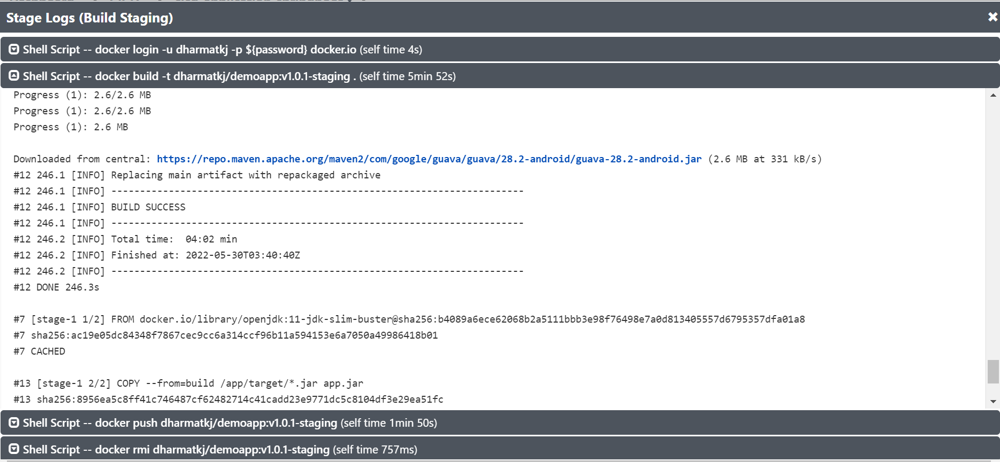 Stage Logs (Build Staging)
Shell Script -- docker login -u dharmatkj -p ${password} docker.io (self time 4s)
Shell Script -- docker build -t dharmatkj/demoapp:v1.0.1-staging . (self time 5min 52s)
Progress (1): 2.6/2.6 MB
Progress (1): 2.6/2.6 MB
Progress (1): 2.6 MB
Downloaded from central: https://repo.maven.apache.org/maven2/com/google/guava/guava/28.2-android/guava-28.2-android.jar (2.6 MB at 331 kB/s)
#12 246.1 [INFO] Replacing main artifact with repackaged archive
#12 246.1 [INFO] ------------------------------------------------------------------------
#12 246.1 [INFO] BUILD SUCCESS
#12 246.1 [INFO] ------------------------------------------------------------------------
#12 246.2 [INFO] Total time:  04:02 min
#12 246.2 [INFO] Finished at: 2022-05-30T03:40:40Z
#12 246.2 [INFO] ------------------------------------------------------------------------
#12 DONE 246.3s
#7 [stage-1 1/2] FROM docker.io/library/openjdk:11-jdk-slim-buster@sha256:b4089a6ece62068b2a5111bbb3e98f76498e7a0d813405557d6795357dfa01a8
#7 sha256:ac19e05dc84348f7867cec9cc6a314ccf96b11a594153e6a7050a49986418b01
#7 CACHED
#13 [stage-1 2/2] COPY --from=build /app/target/*.jar app.jar
#13 sha256:8956ea5c8ff41c746487cf62482714c41cadd23e9771dc5c8104df3e29ea51fc
Shell Script -- docker push dharmatkj/demoapp:v1.0.1-staging (self time 1min 50s)
Shell Script -- docker rmi dharmatkj/demoapp:v1.0.1-staging (self time 757ms)